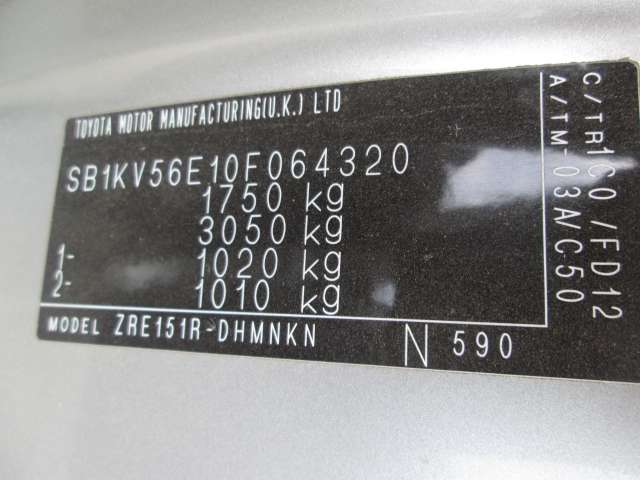 TOYOTA MOTOR MANUFACTURING(U.K.) LTD
SB1KV56E10F064320
1750 kg
3050 kg
1- 1020 kg
2- 1010 kg
MODEL ZRE151R-DHMNKN
N 590
C/TR1C0/FD12
A/TM-03A/C50